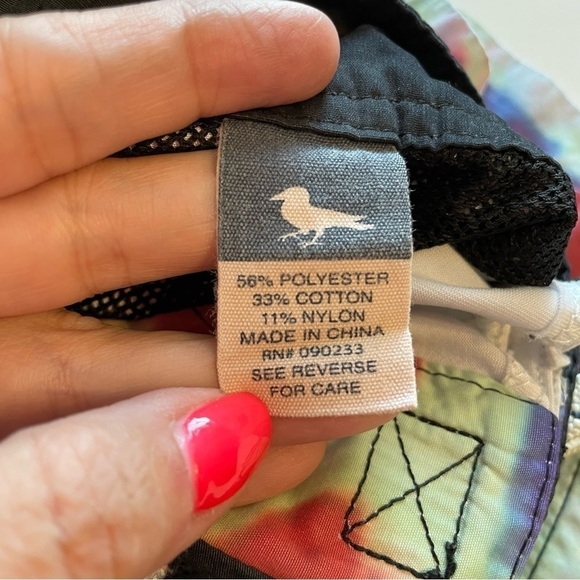 56% POLYESTER
33% COTTON
11% NYLON
MADE IN CHINA
RN# 090233
SEE REVERSE
FOR CARE